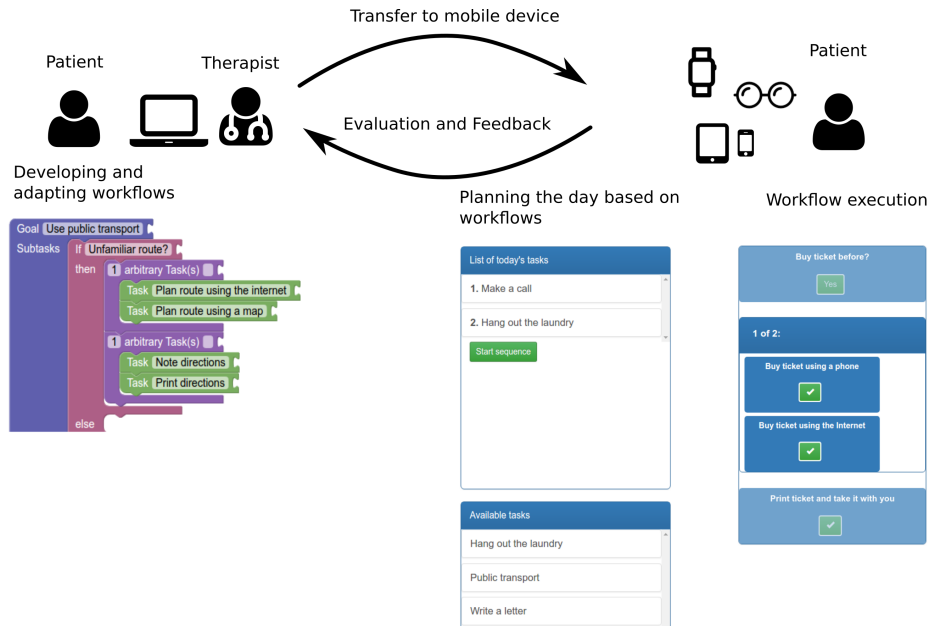 Transfer to mobile device
Patient
Therapist
Patient
Evaluation and Feedback
Developing and
adapting workflows
Planning the day based on
workflows
Workflow execution
Goal Use public transport
Subtasks If Unfamiliar route?
then 1 arbitrary Task(s)
Task Plan route using the internet
Task Plan route using a map
1 arbitrary Task(s)
Task Note directions
Task Print directions
else
List of today's tasks
1. Make a call
2. Hang out the laundry
Start sequence
Available tasks
Hang out the laundry
Public transport
Write a letter
Buy ticket before?
Yes
1 of 2:
Buy ticket using a phone
Buy ticket using the Internet
Print ticket and take it with you